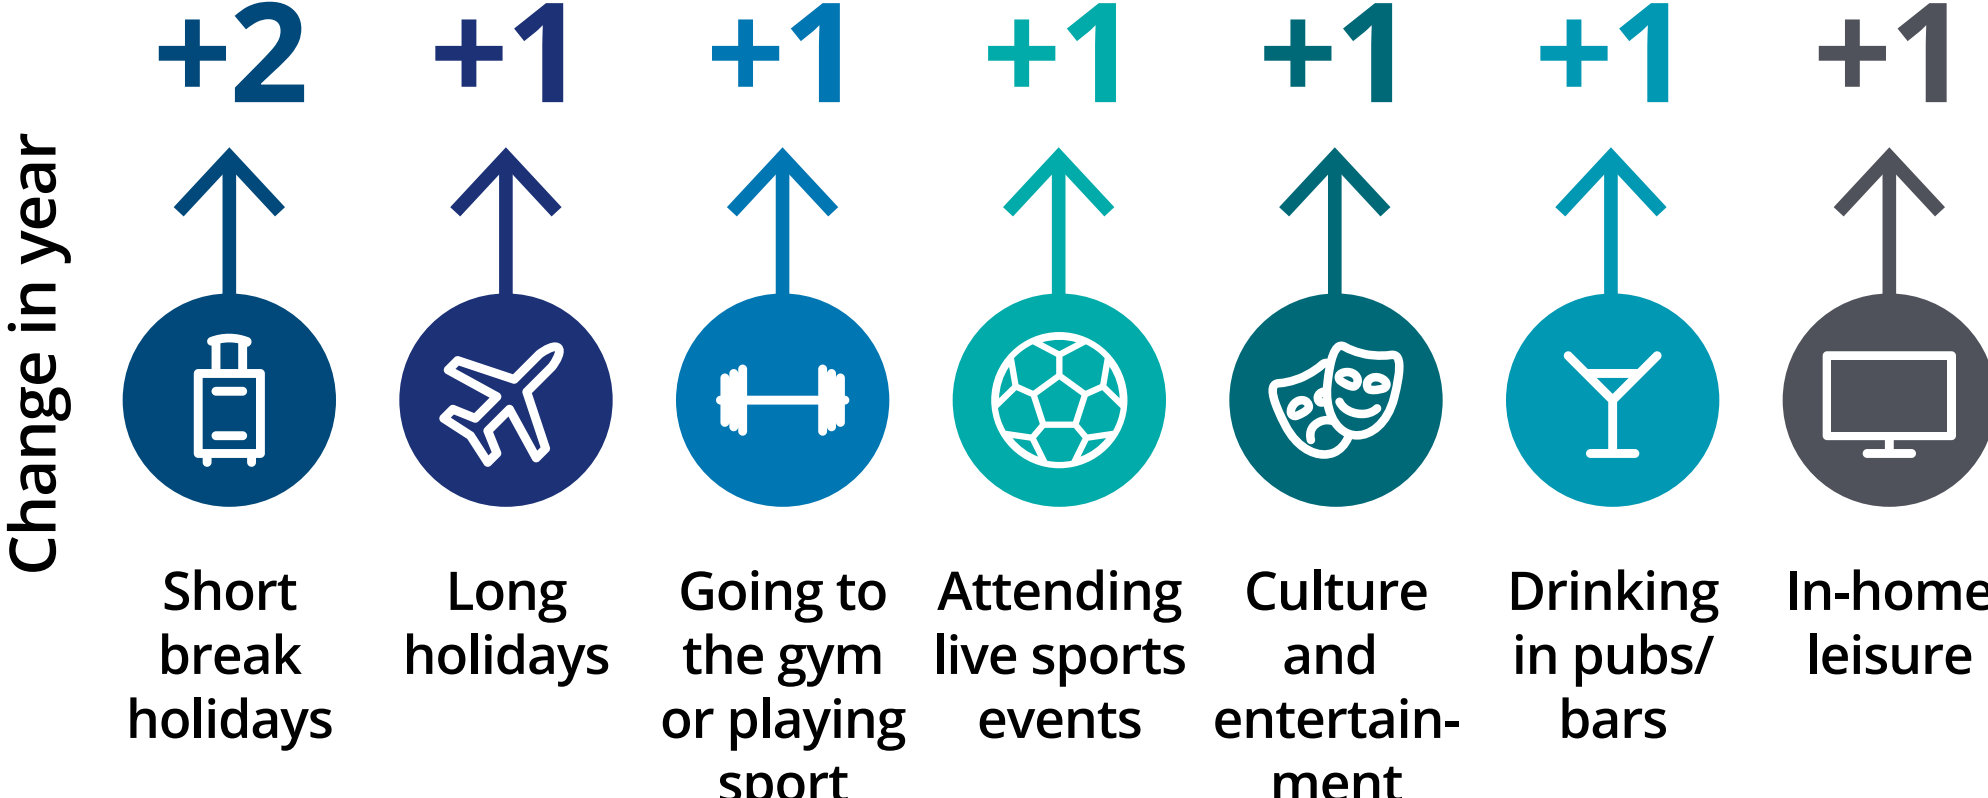 +2
+1
+1
+1
+1
+1
+1
Change in year
Short
break
holidays
Long
holidays
Going to
the gym
or playing
sport
Attending
live sports
events
Culture
and
entertain-
ment
Drinking
in pubs/
bars
In-home
leisure